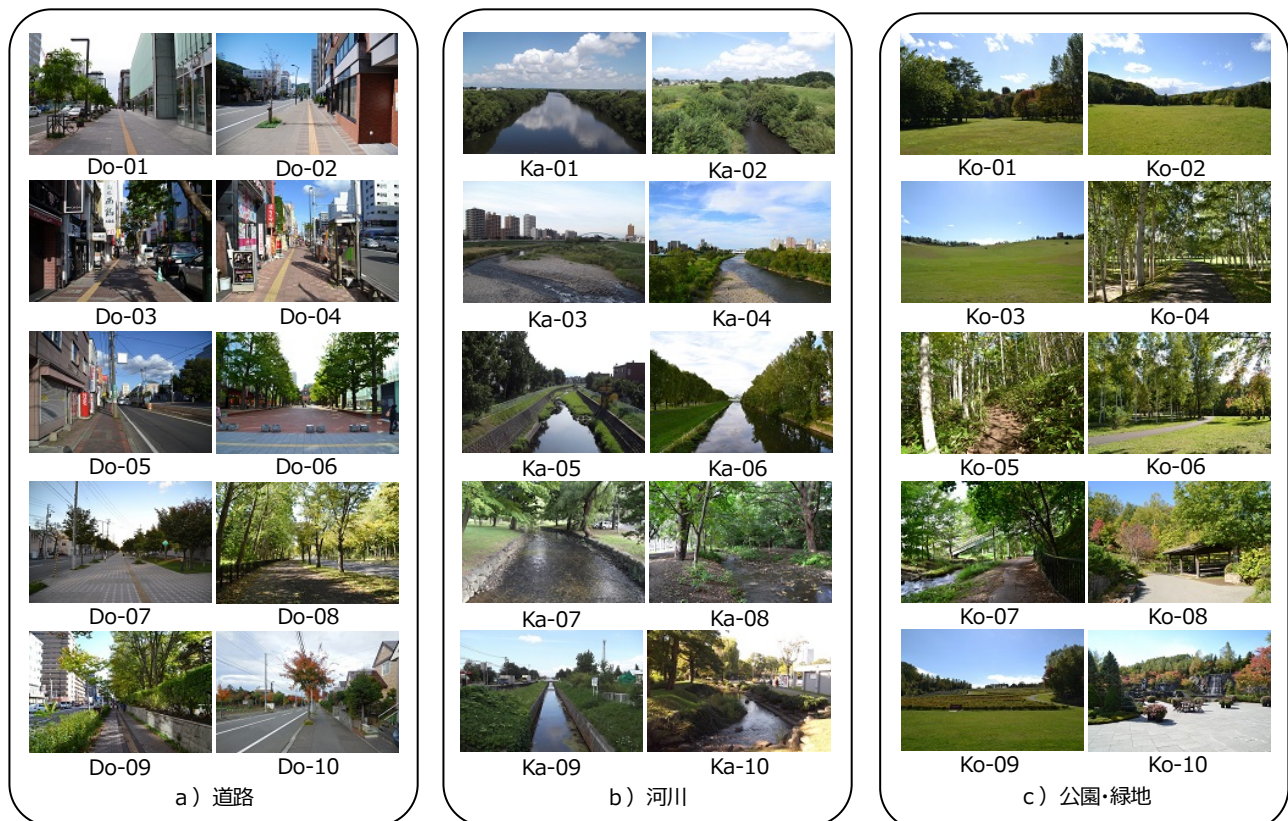 Do-01 Do-02
Do-03 Do-04
Do-05 Do-06
Do-07 Do-08
Do-09 Do-10
a）道路
Ka-01 Ka-02
Ka-03 Ka-04
Ka-05 Ka-06
Ka-07 Ka-08
Ka-09 Ka-10
b）河川
Ko-01 Ko-02
Ko-03 Ko-04
Ko-05 Ko-06
Ko-07 Ko-08
Ko-09 Ko-10
c）公園・緑地